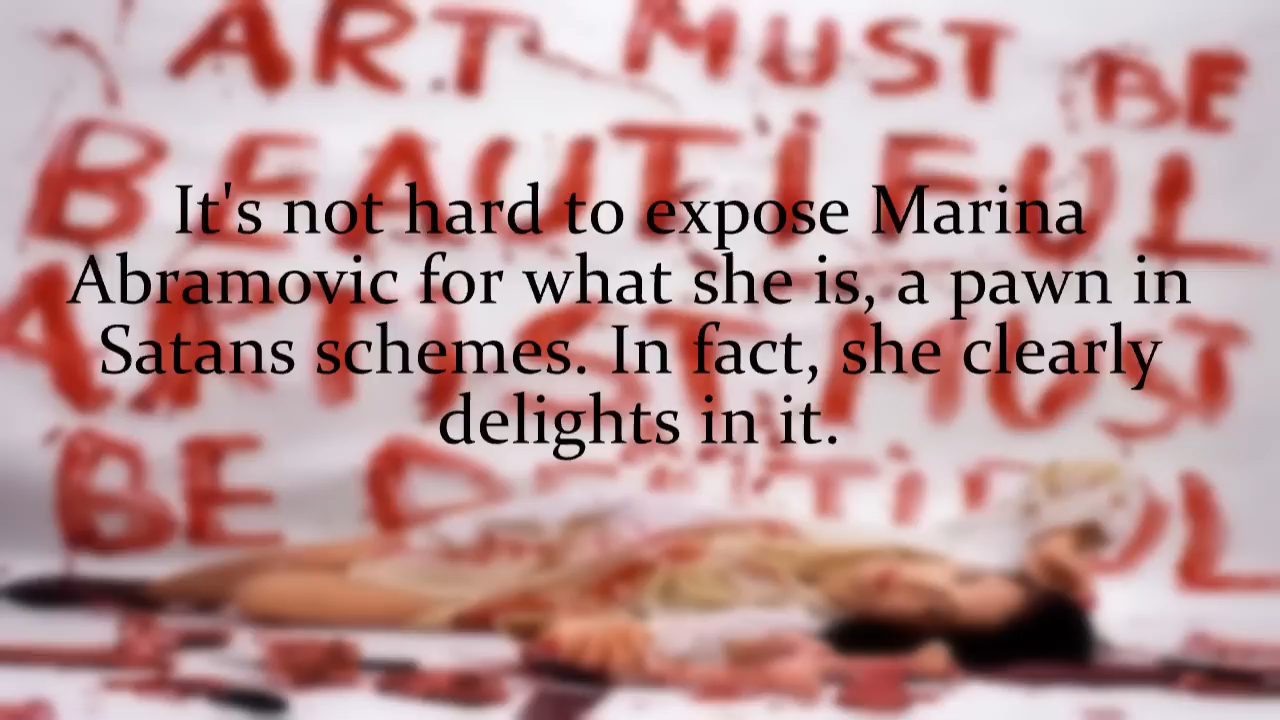 ART MUST BE
BEAUTIFUL
ARTIST MUST
BE BEAUTIFUL
It's not hard to expose Marina
Abramovic for what she is, a pawn in
Satans schemes. In fact, she clearly
delights in it.